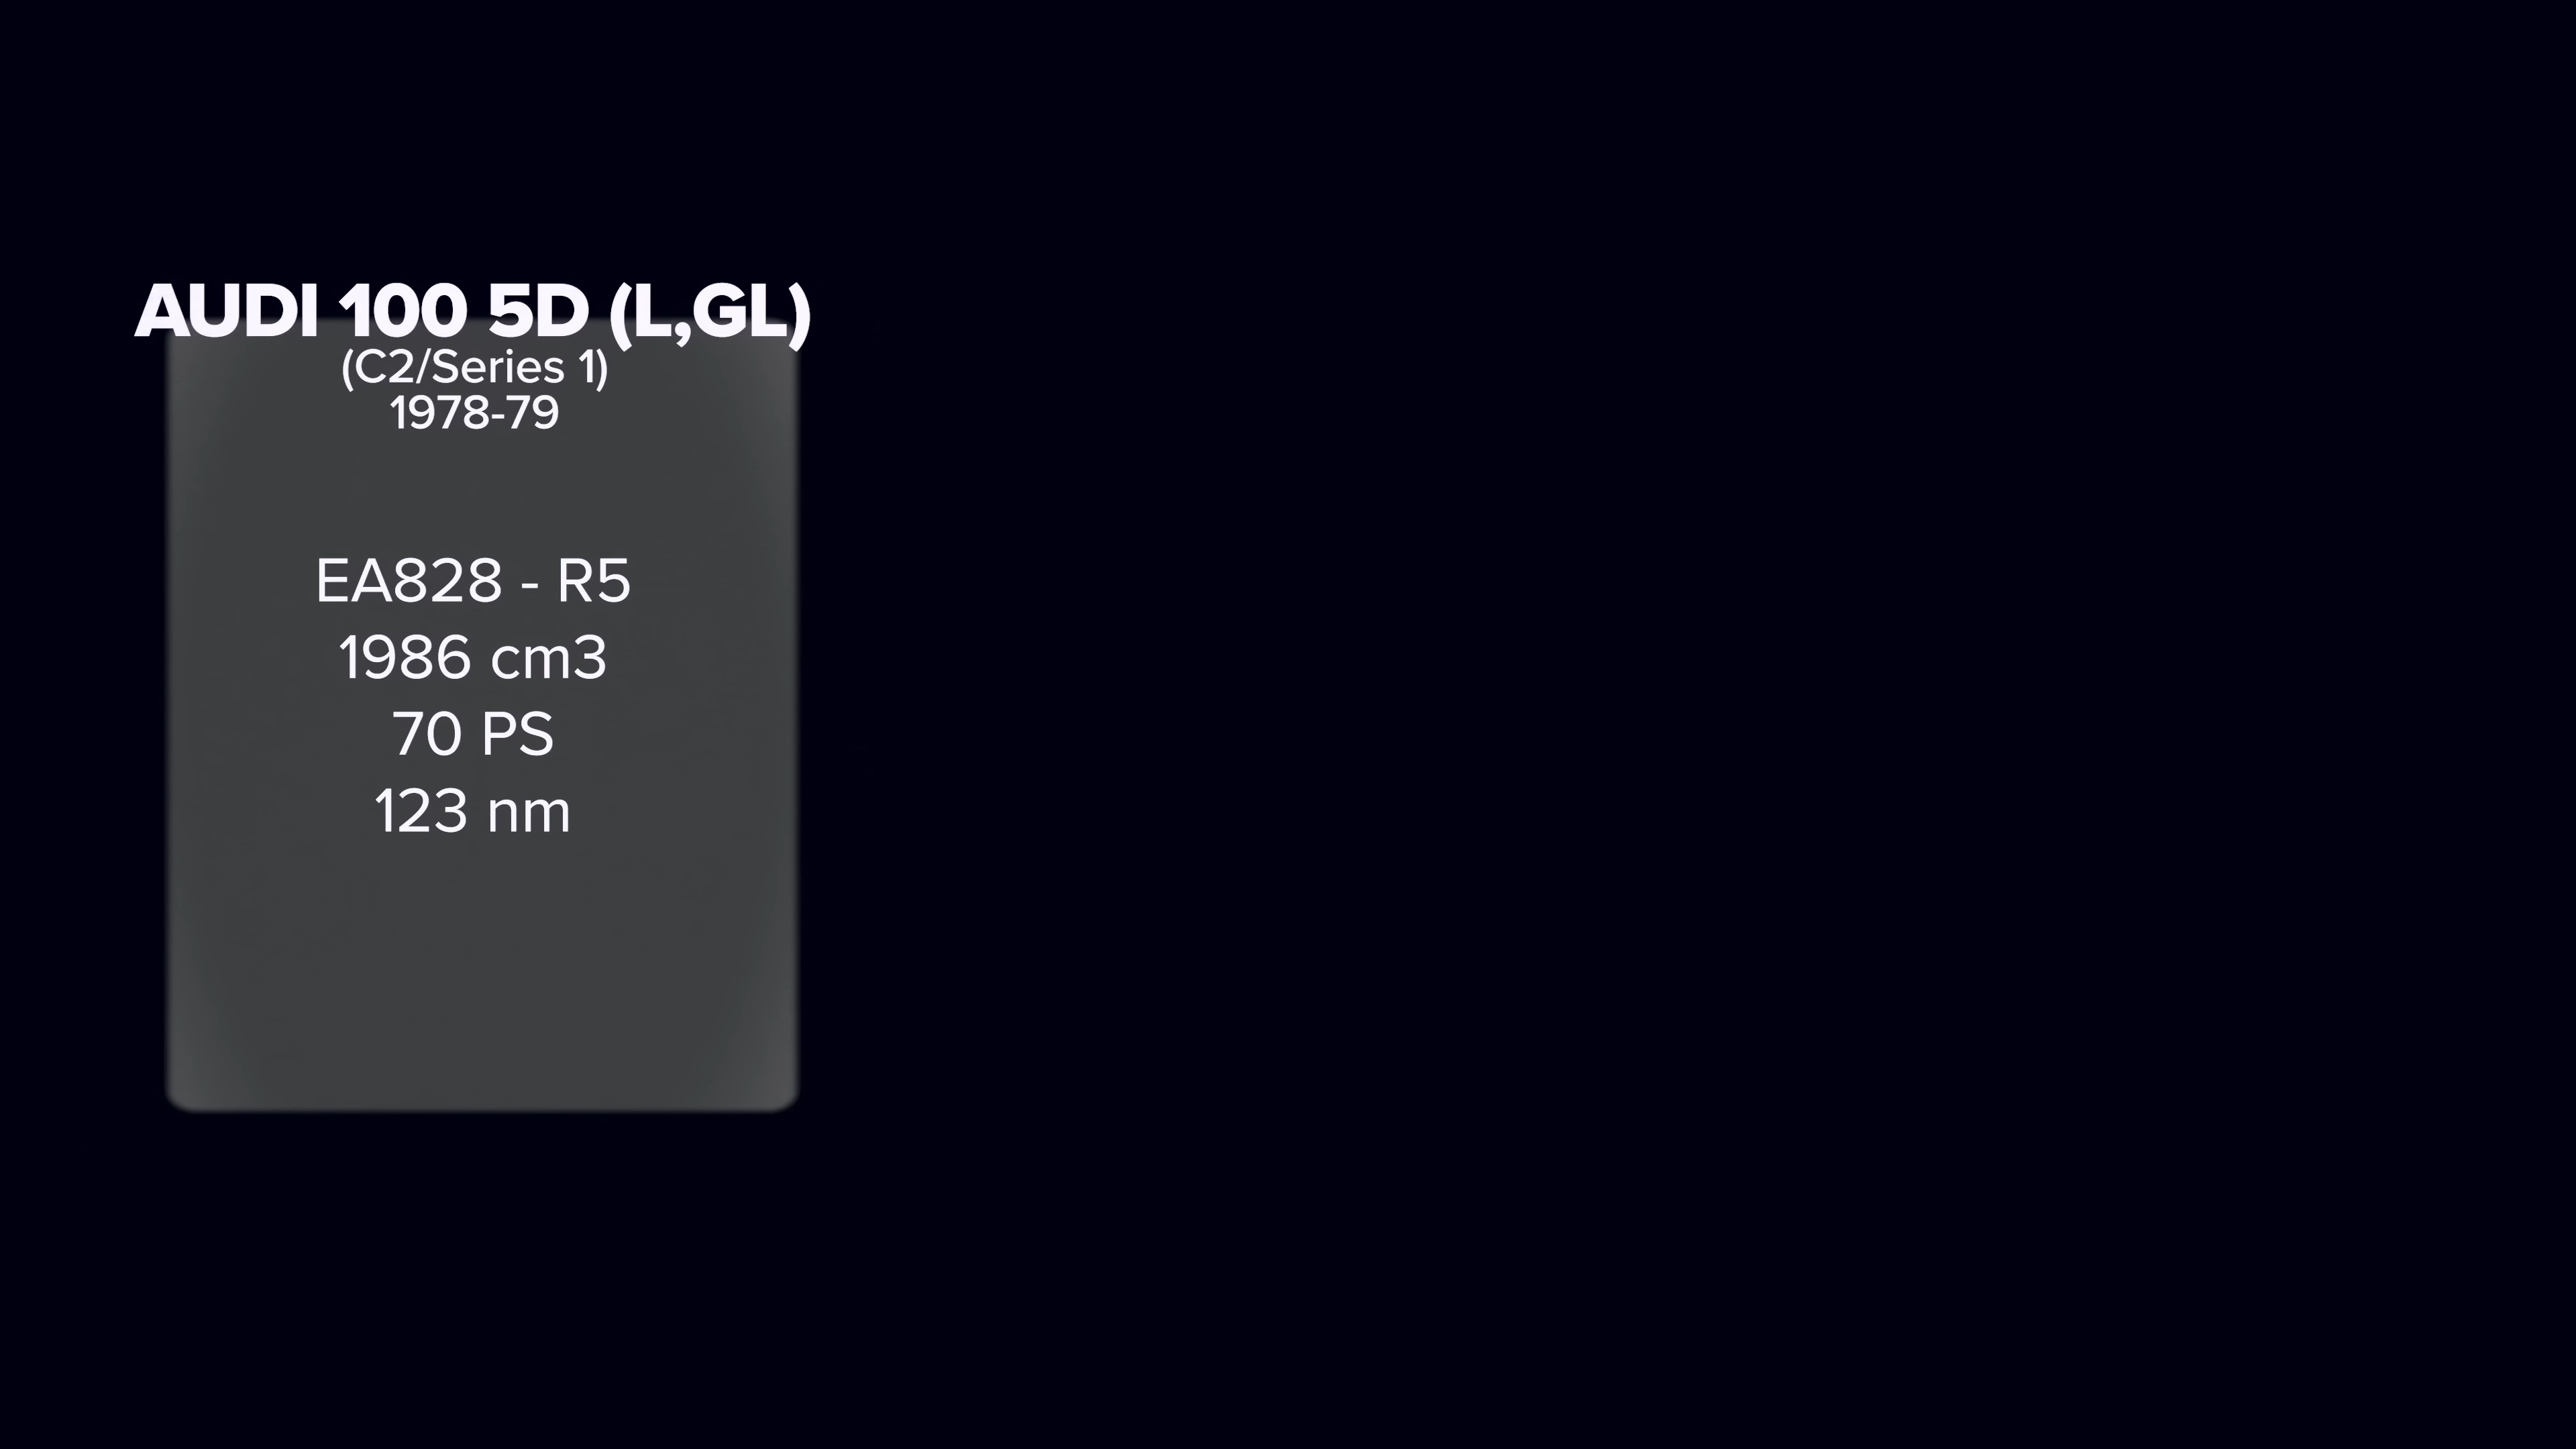 AUDI 100 5D (L,GL)
(C2/Series 1)
1978-79
EA828 - R5
1986 cm3
70 PS
123 nm